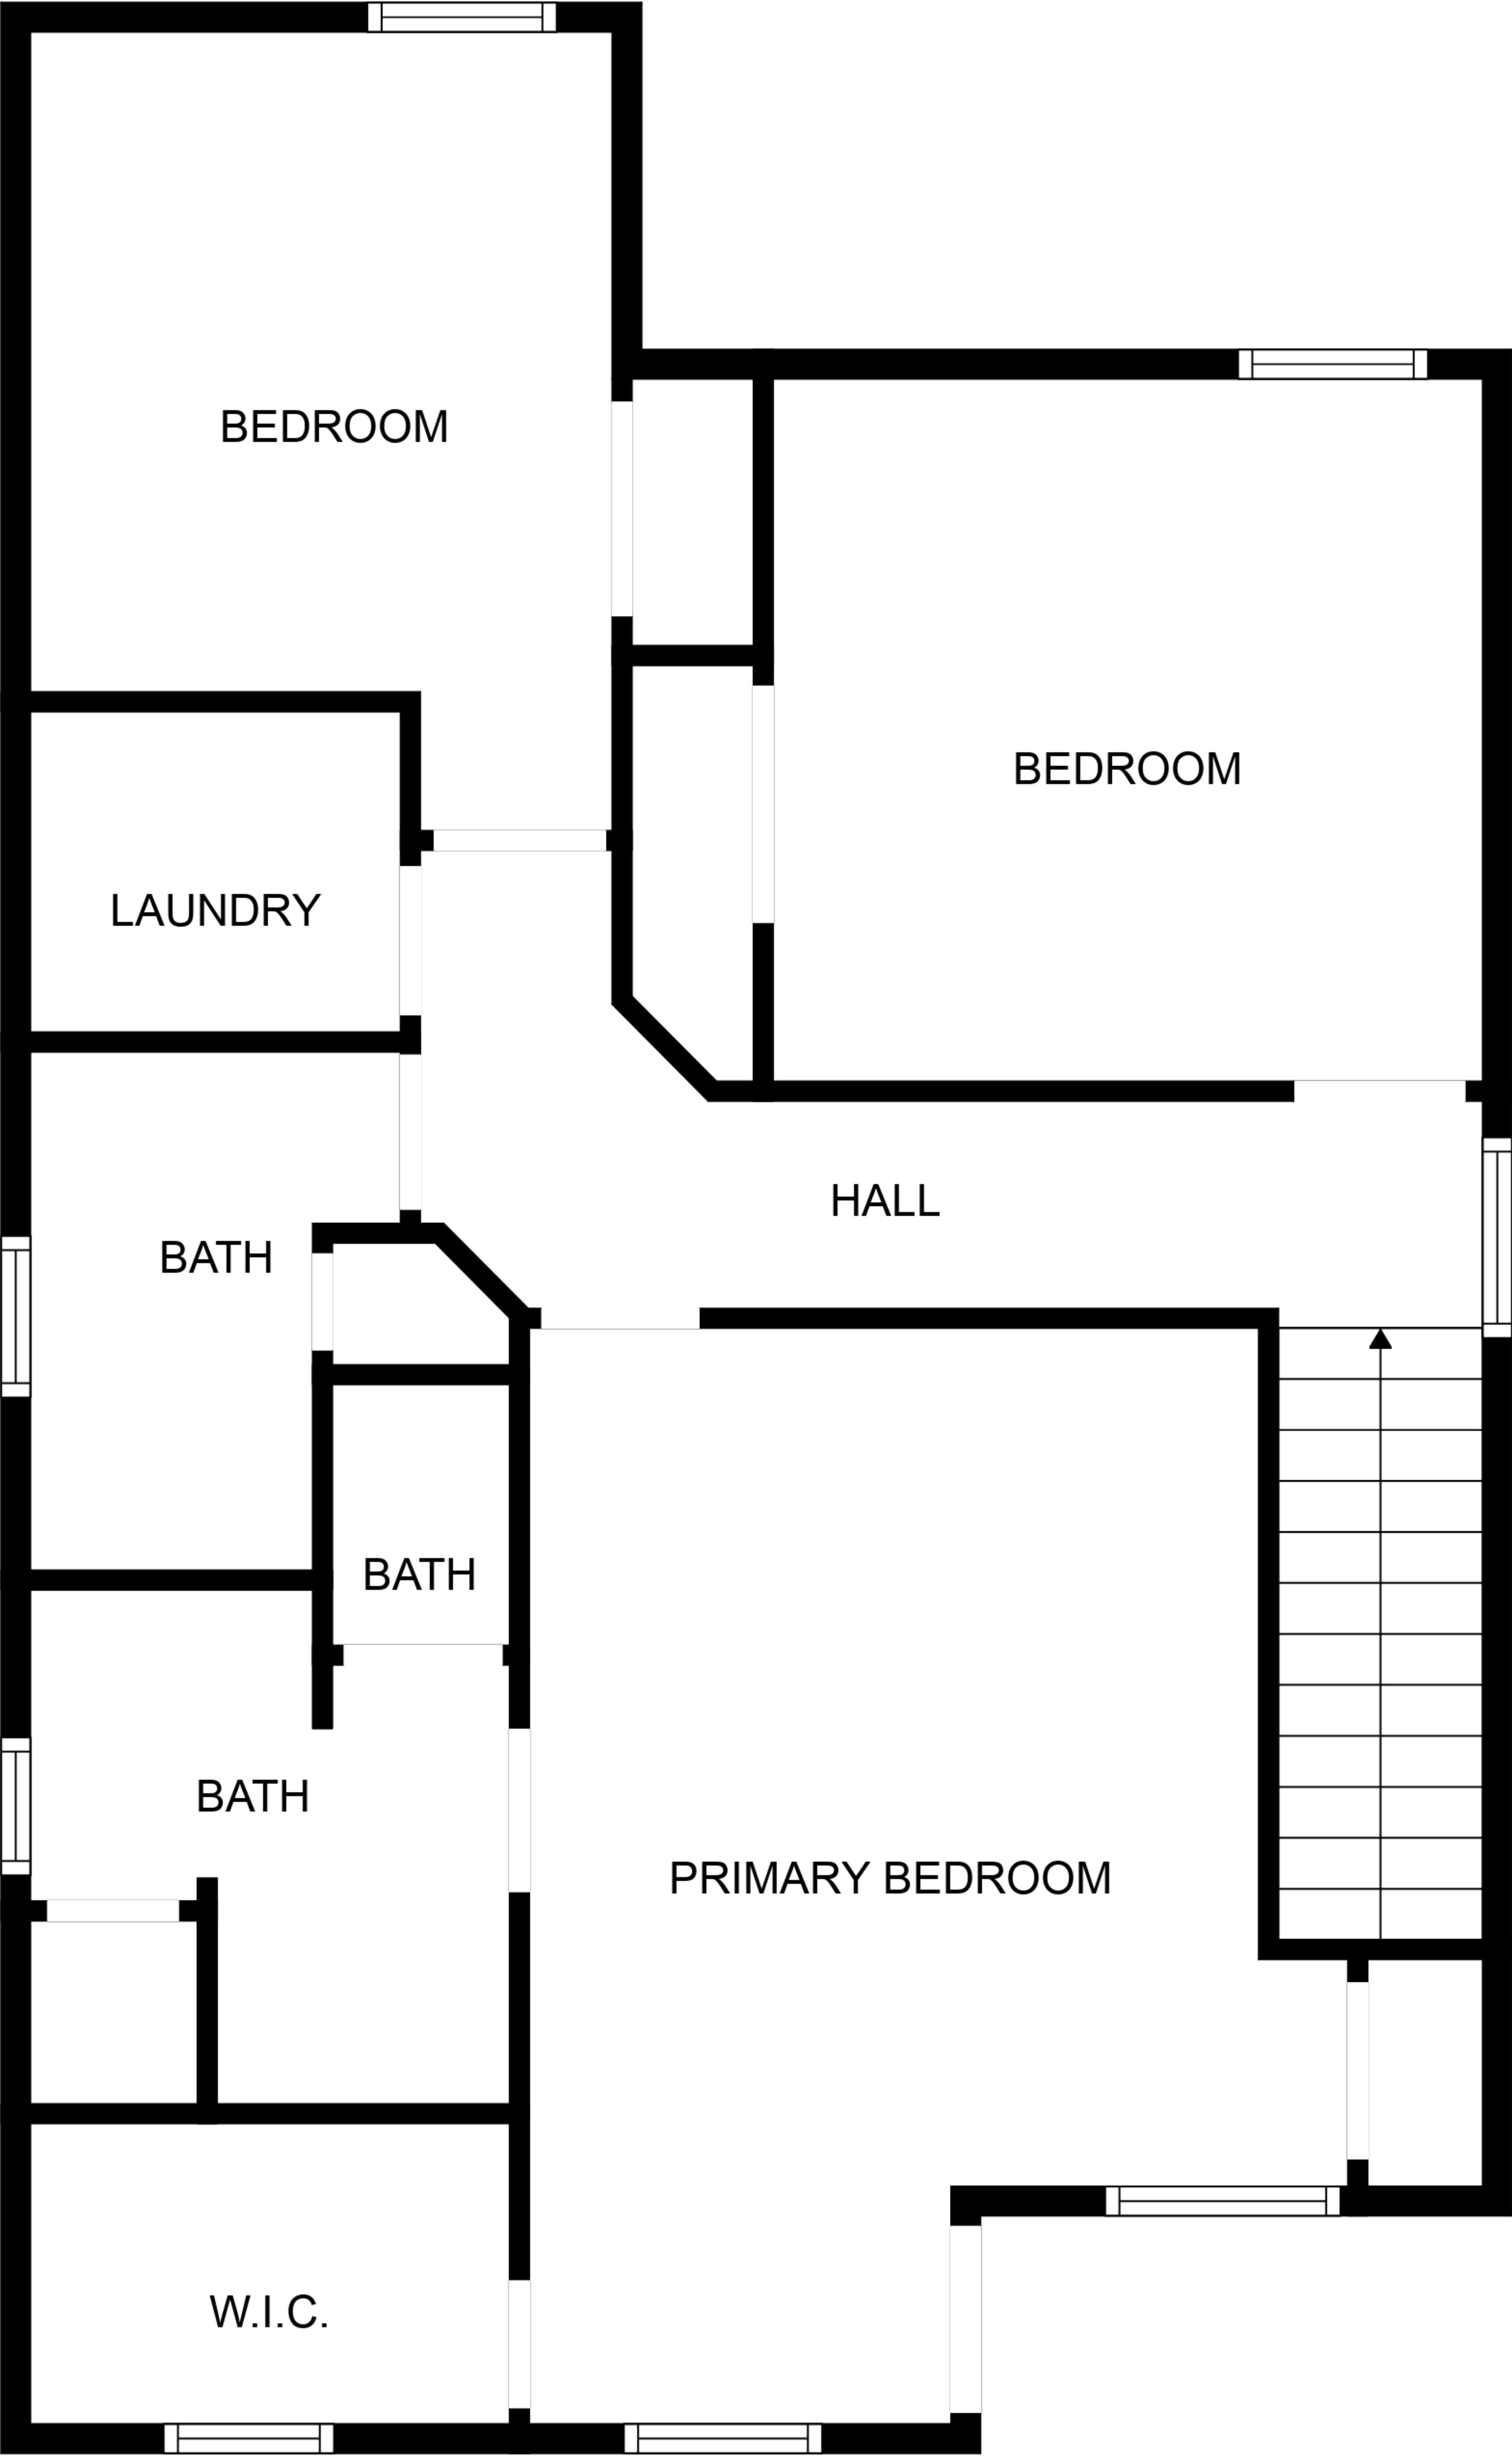 BEDROOM
BEDROOM
LAUNDRY
HALL
BATH
BATH
BATH
PRIMARY BEDROOM
W.I.C.